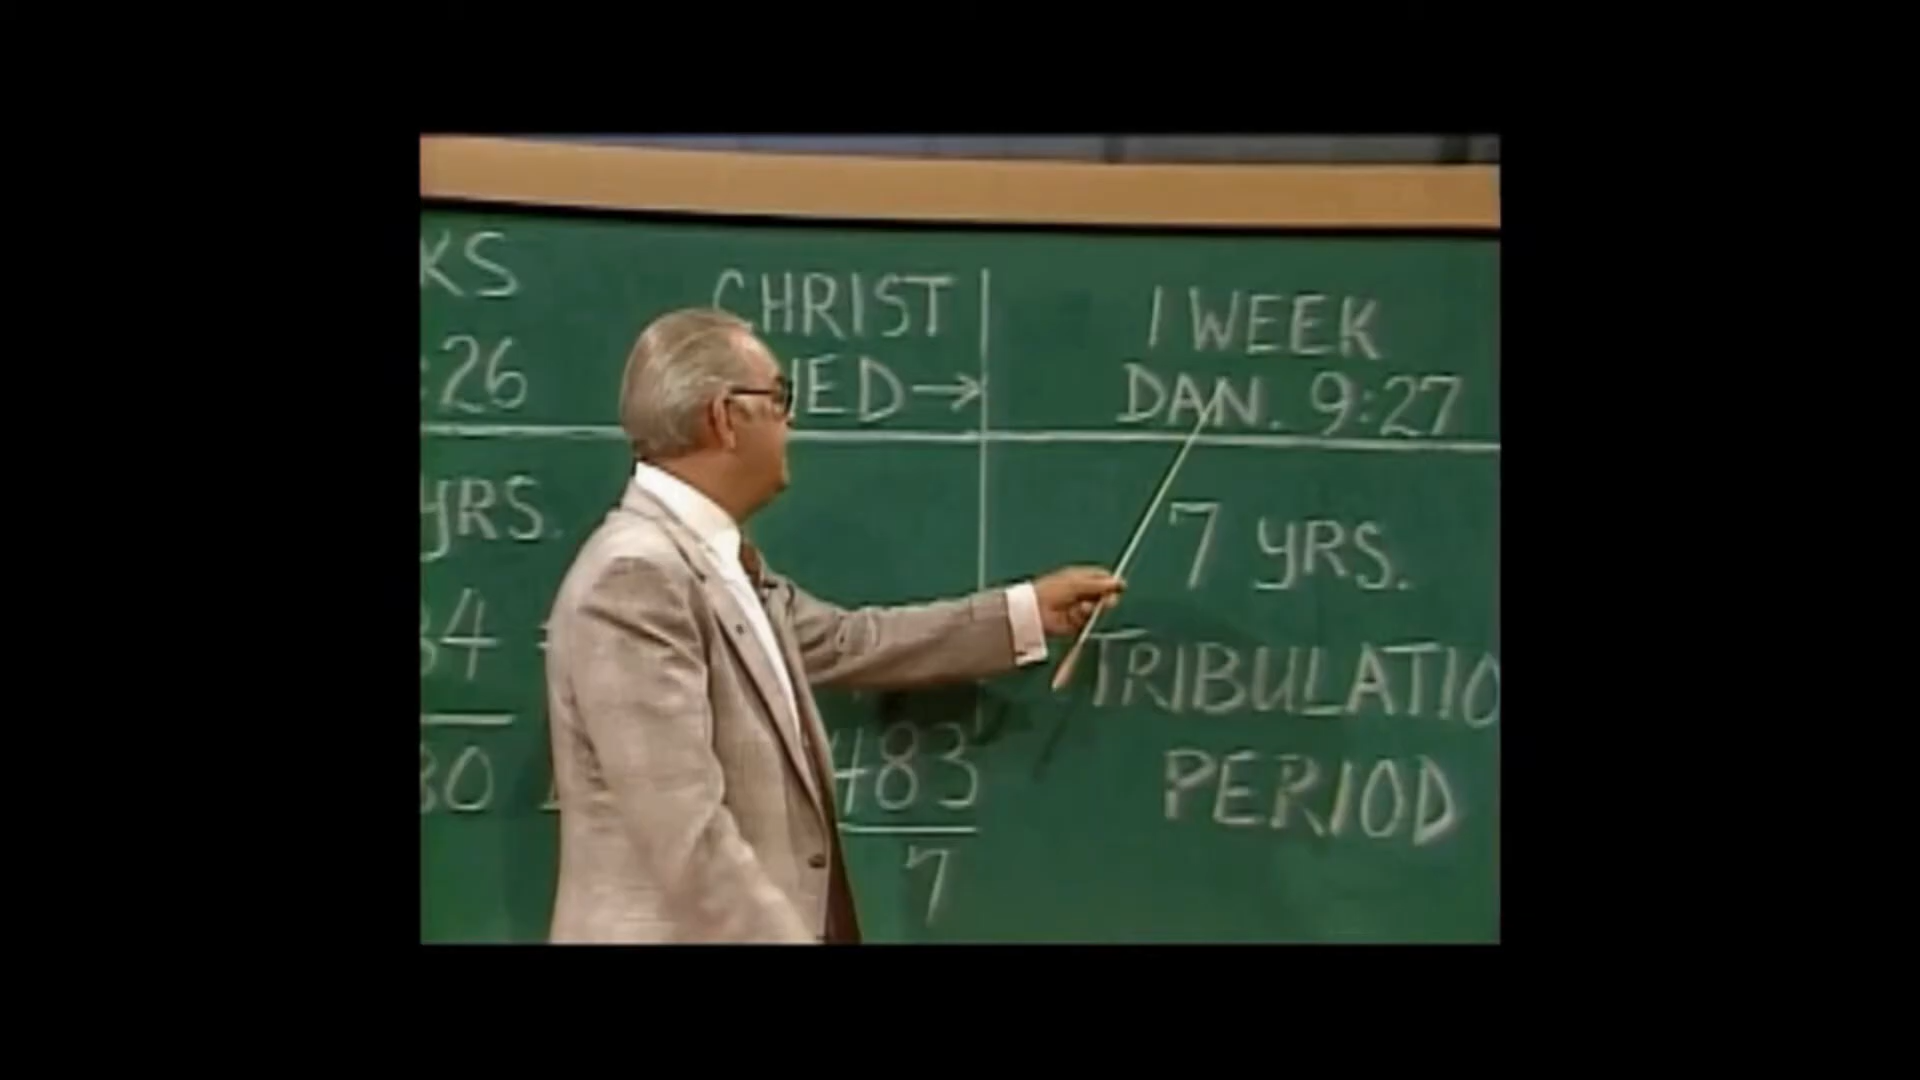 KS
:26
CHRIST
IED→
1 WEEK
DAN. 9:27
YRS.
34
30
483
7
7 YRS.
TRIBULATIO
PERIOD